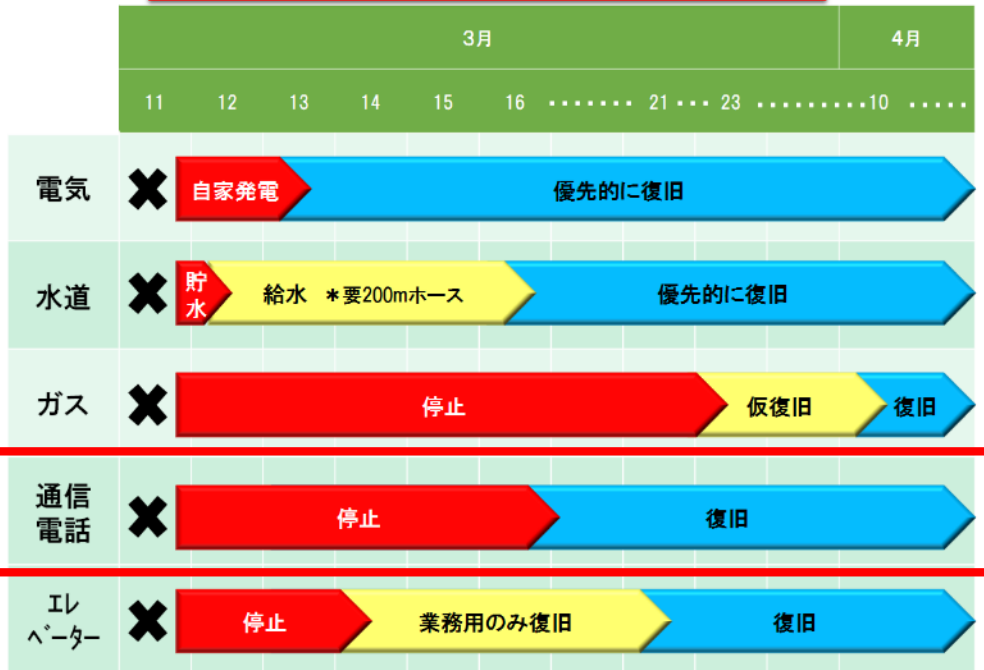 3月 4月
11 12 13 14 15 16 ······· 21 ··· 23 ·········10 ·····
電気 自家発電 優先的に復旧
水道 貯水 給水 ＊要200mホース 優先的に復旧
ガス 停止 仮復旧 復旧
通信
電話 停止 復旧
エレ
ベーター 停止 業務用のみ復旧 復旧